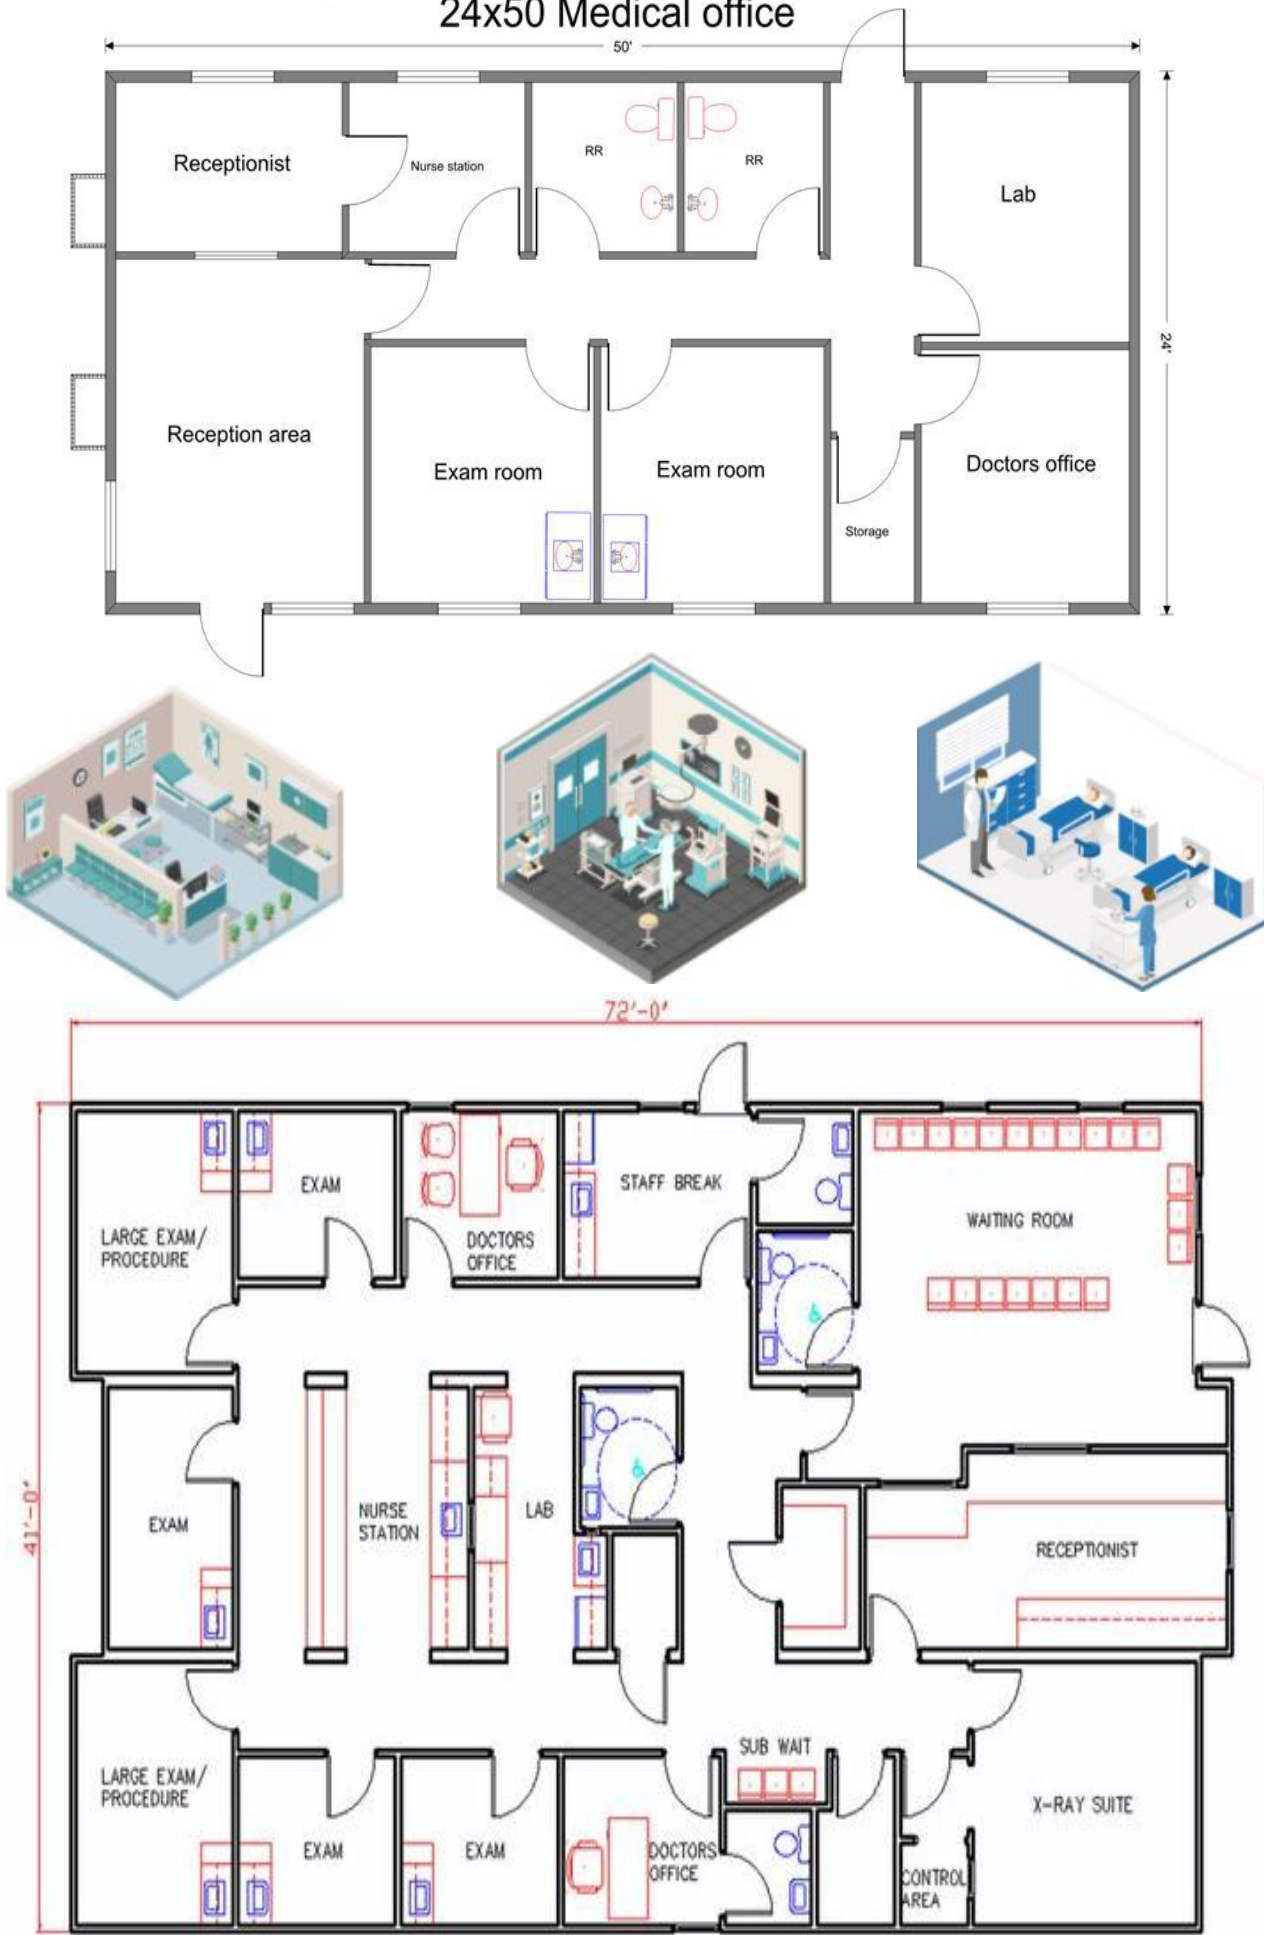 24x50 Medical office
50'
Receptionist
Nurse station
RR
RR
Lab
24'
Reception area
Exam room
Exam room
Doctors office
Storage
72'-0"
EXAM
STAFF BREAK
WAITING ROOM
LARGE EXAM/
PROCEDURE
DOCTORS
OFFICE
41'-0"
EXAM
NURSE
STATION
LAB
RECEPTIONIST
SUB WAIT
LARGE EXAM/
PROCEDURE
X-RAY SUITE
EXAM
EXAM
DOCTORS
OFFICE
CONTROL
AREA